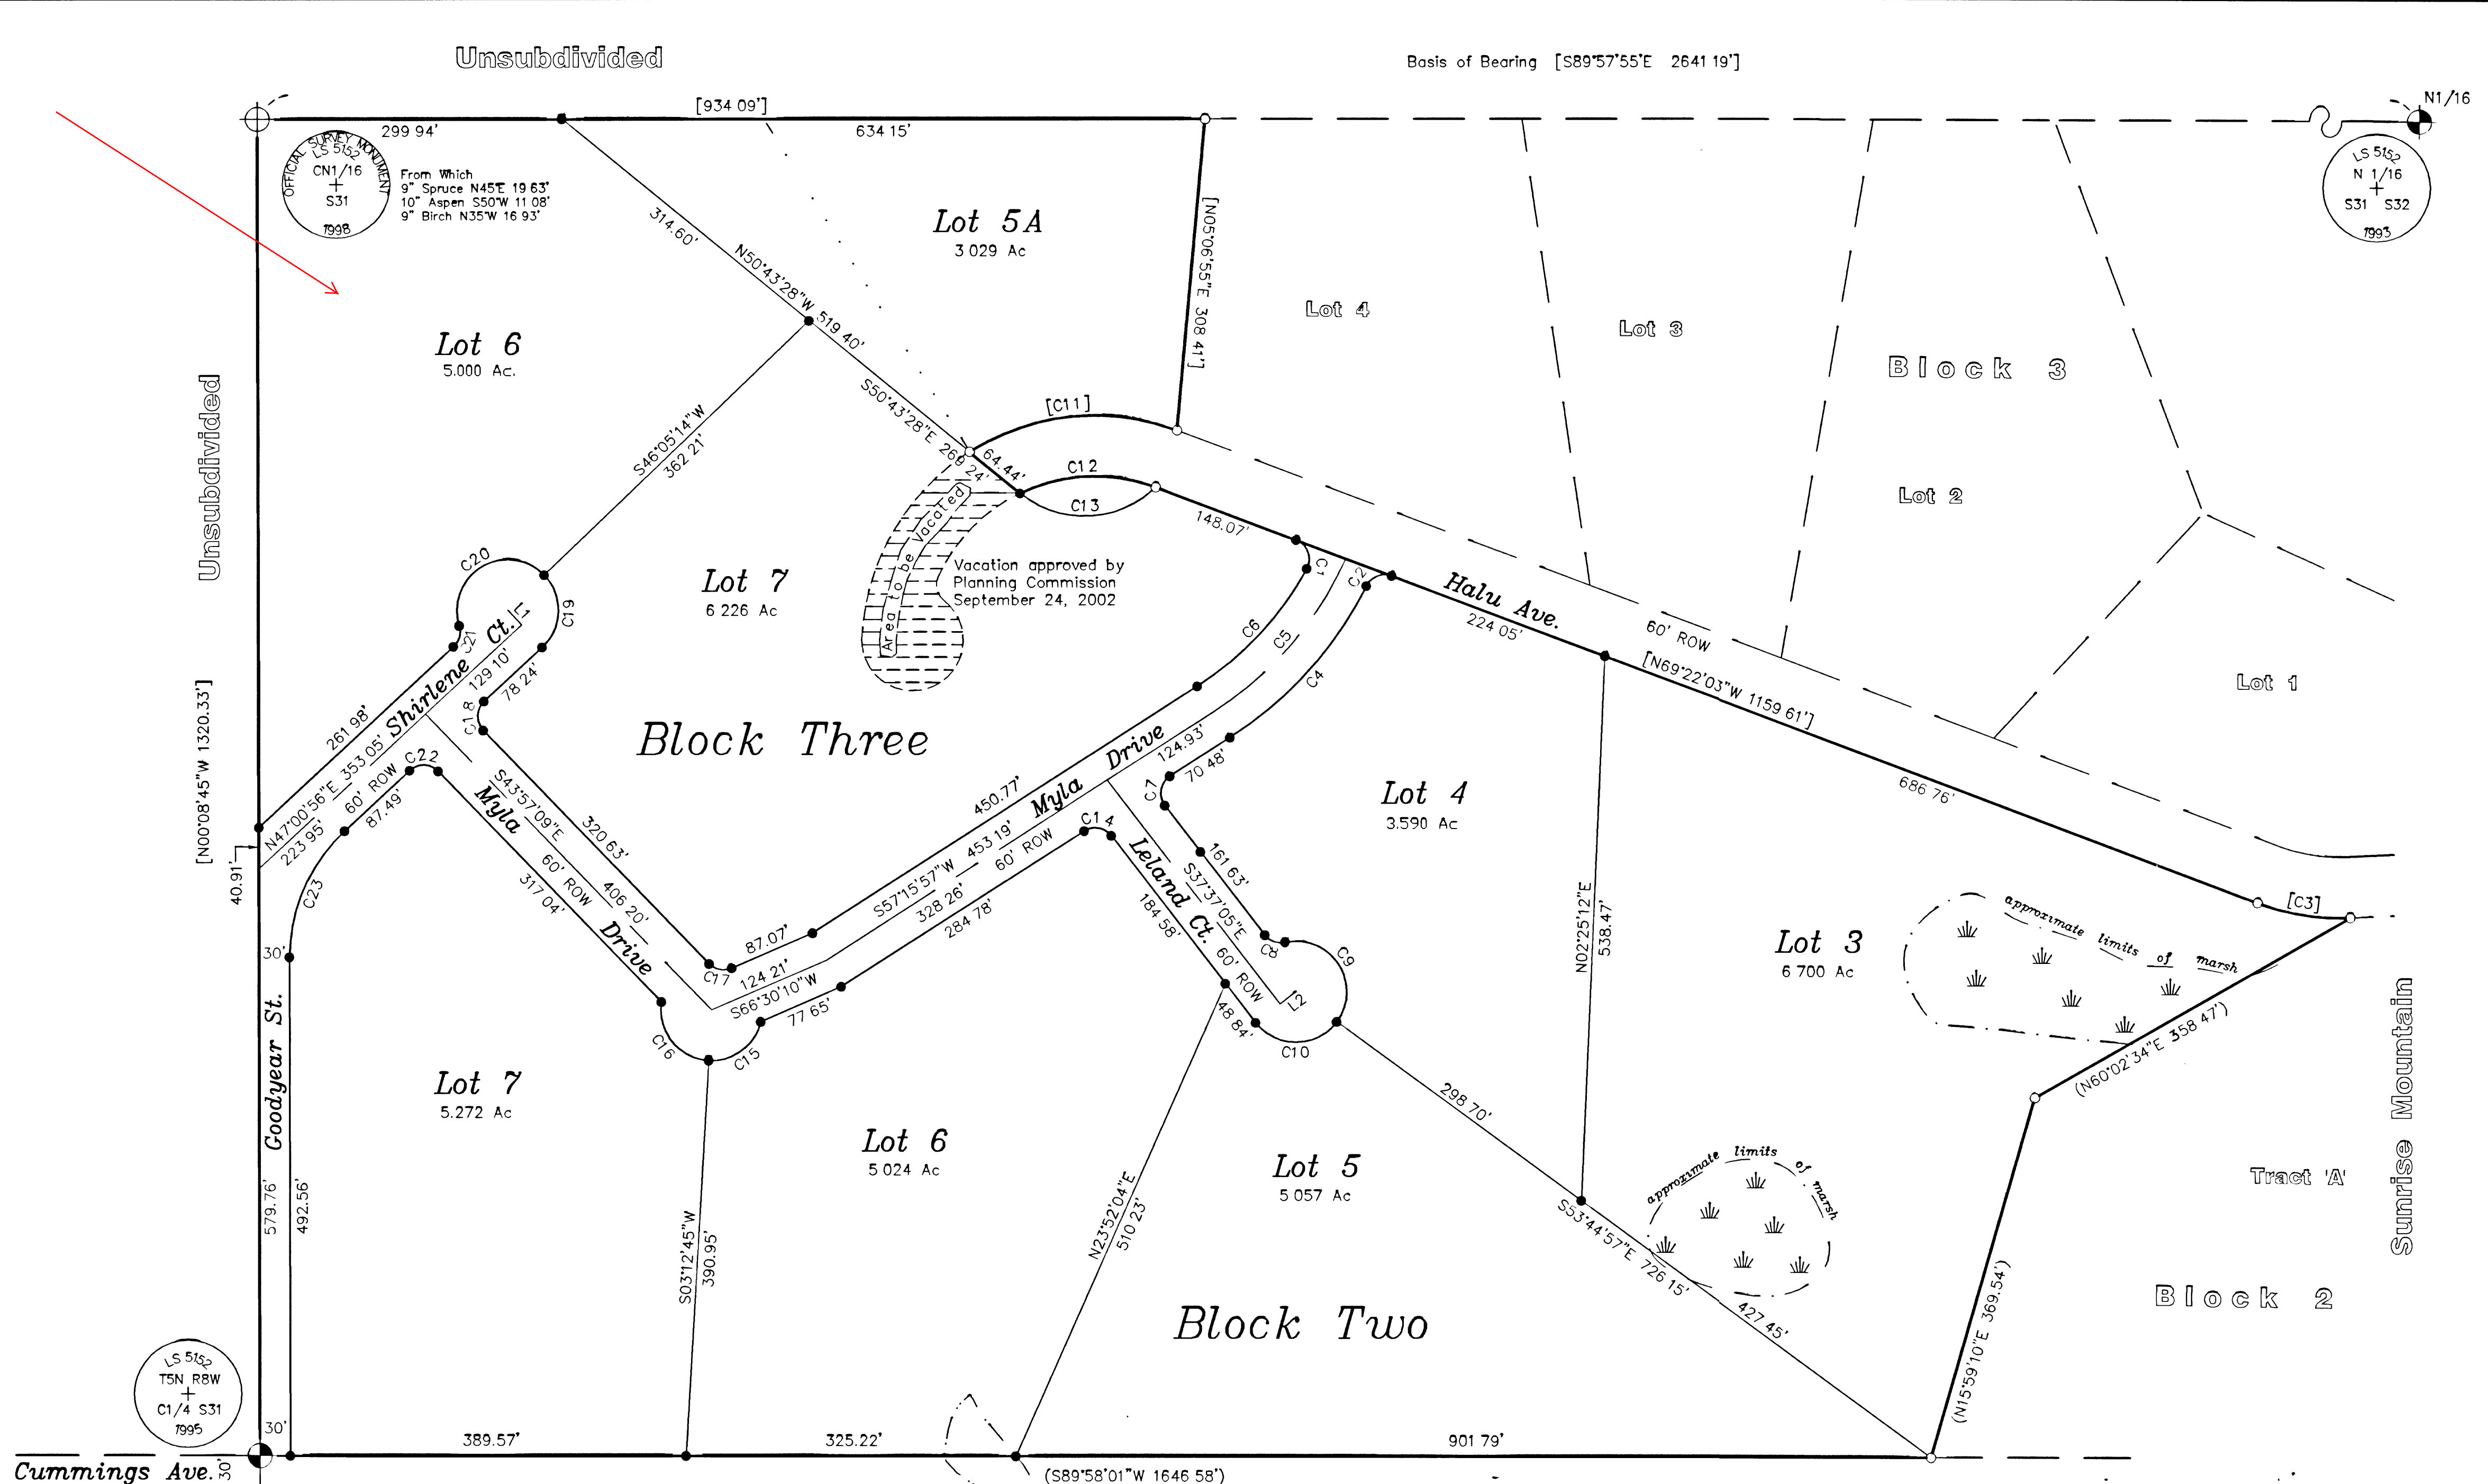 Unsubdivided
Basis of Bearing [S89°57'55"E 2641 19']
N1/16
[934 09']
299 94'
634 15'
OFFICIAL SURVEY MONUMENT
LS 5152
CN1/16
S31
1998
From Which
9" Spruce N45°E 19 63'
10" Aspen S50°W 11 08'
9" Birch N35°W 16 93'
LS 5152
N 1/16
S31 S32
1993
314.60'
N50°43'28"W 519 40'
Lot 5A
3 029 Ac
[N05°06'55"E 308 41']
Lot 4
Lot 3
Block 3
Lot 2
Lot 1
Lot 6
5.000 Ac.
Unsubdivided
S46°05'14"W
362 21'
S50°43'28"E 269 24'
64.44'
[C11]
C12
C13
148.07'
Area to be Vacated
Vacation approved by
Planning Commission
September 24, 2002
Lot 7
6 226 Ac
C20
C19
C21
L1
C1
C2
C5
C6
C4
Halu Ave.
224 05'
60' ROW
[N69°22'03"W 1159 61']
686 76'
[C3]
Shirlene Ct.
129 10'
78 24'
C18
261 98'
N47°00'56"E 353 05'
223 95'
60' ROW
87.49'
C22
C23
[N00°08'45"W 1320.33']
40.91'
Block Three
Myla Drive
S43°57'09"E
406 20'
60' ROW
320 63'
317 04'
450.77'
Myla Drive
124.93'
70 48'
S57°15'57"W 453 19'
328 26'
60' ROW
284 78'
87.07'
C17
124 21'
S66°30'10"W
77 65'
C16
C15
C14
C7
Leland Ct.
S37°37'05"E
161 63'
184 58'
60' ROW
48 84'
C8
C9
C10
L2
Lot 4
3.590 Ac
N02°25'12"E
538.47'
Lot 3
6 700 Ac
approximate limits of marsh
(N60°02'34"E 358 47')
Sunrise Mountain
30'
Goodyear St.
579.76'
492.56'
Lot 7
5.272 Ac
S03°12'45"W
390.95'
Lot 6
5 024 Ac
N23°52'04"E
510 23'
Lot 5
5 057 Ac
298 70'
S53°44'57"E 726 15'
427 45'
approximate limits of marsh
(N15°59'10"E 369.54')
Tract 'A'
Block 2
Block Two
LS 5152
T5N R8W
C1/4 S31
1995
30'
30'
389.57'
325.22'
901 79'
Cummings Ave.
(S89°58'01"W 1646 58')